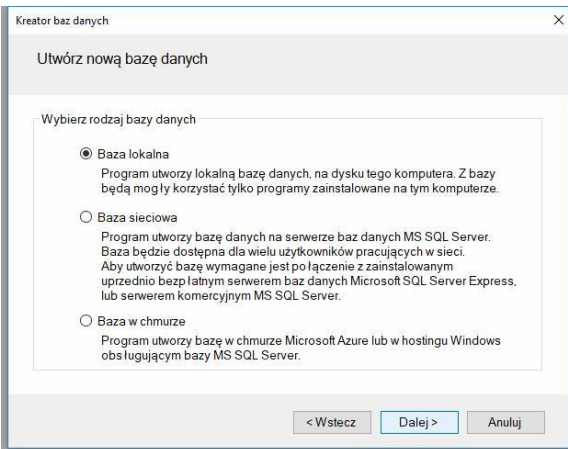 Kreator baz danych
Utwórz nową bazę danych
Wybierz rodzaj bazy danych
Baza lokalna
Program utworzy lokalną bazę danych, na dysku tego komputera. Z bazy
będą mogły korzystać tylko programy zainstalowane na tym komputerze.
Baza sieciowa
Program utworzy bazę danych na serwerze baz danych MS SQL Server.
Baza będzie dostępna dla wielu użytkowników pracujących w sieci.
Aby utworzyć bazę wymagane jest połączenie z zainstalowanym
uprzednio bezpłatnym serwerem baz danych Microsoft SQL Server Express,
lub serwerem komercyjnym MS SQL Server.
Baza w chmurze
Program utworzy bazę w chmurze Microsoft Azure lub w hostingu Windows
obsługującym bazy MS SQL Server.
< Wstecz Dalej > Anuluj